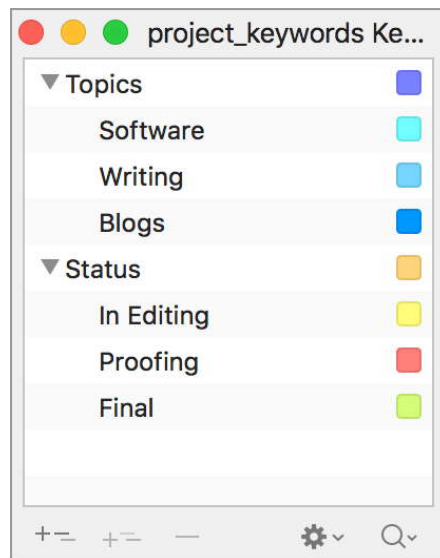 project_keywords Ke...
Topics
Software
Writing
Blogs
Status
In Editing
Proofing
Final